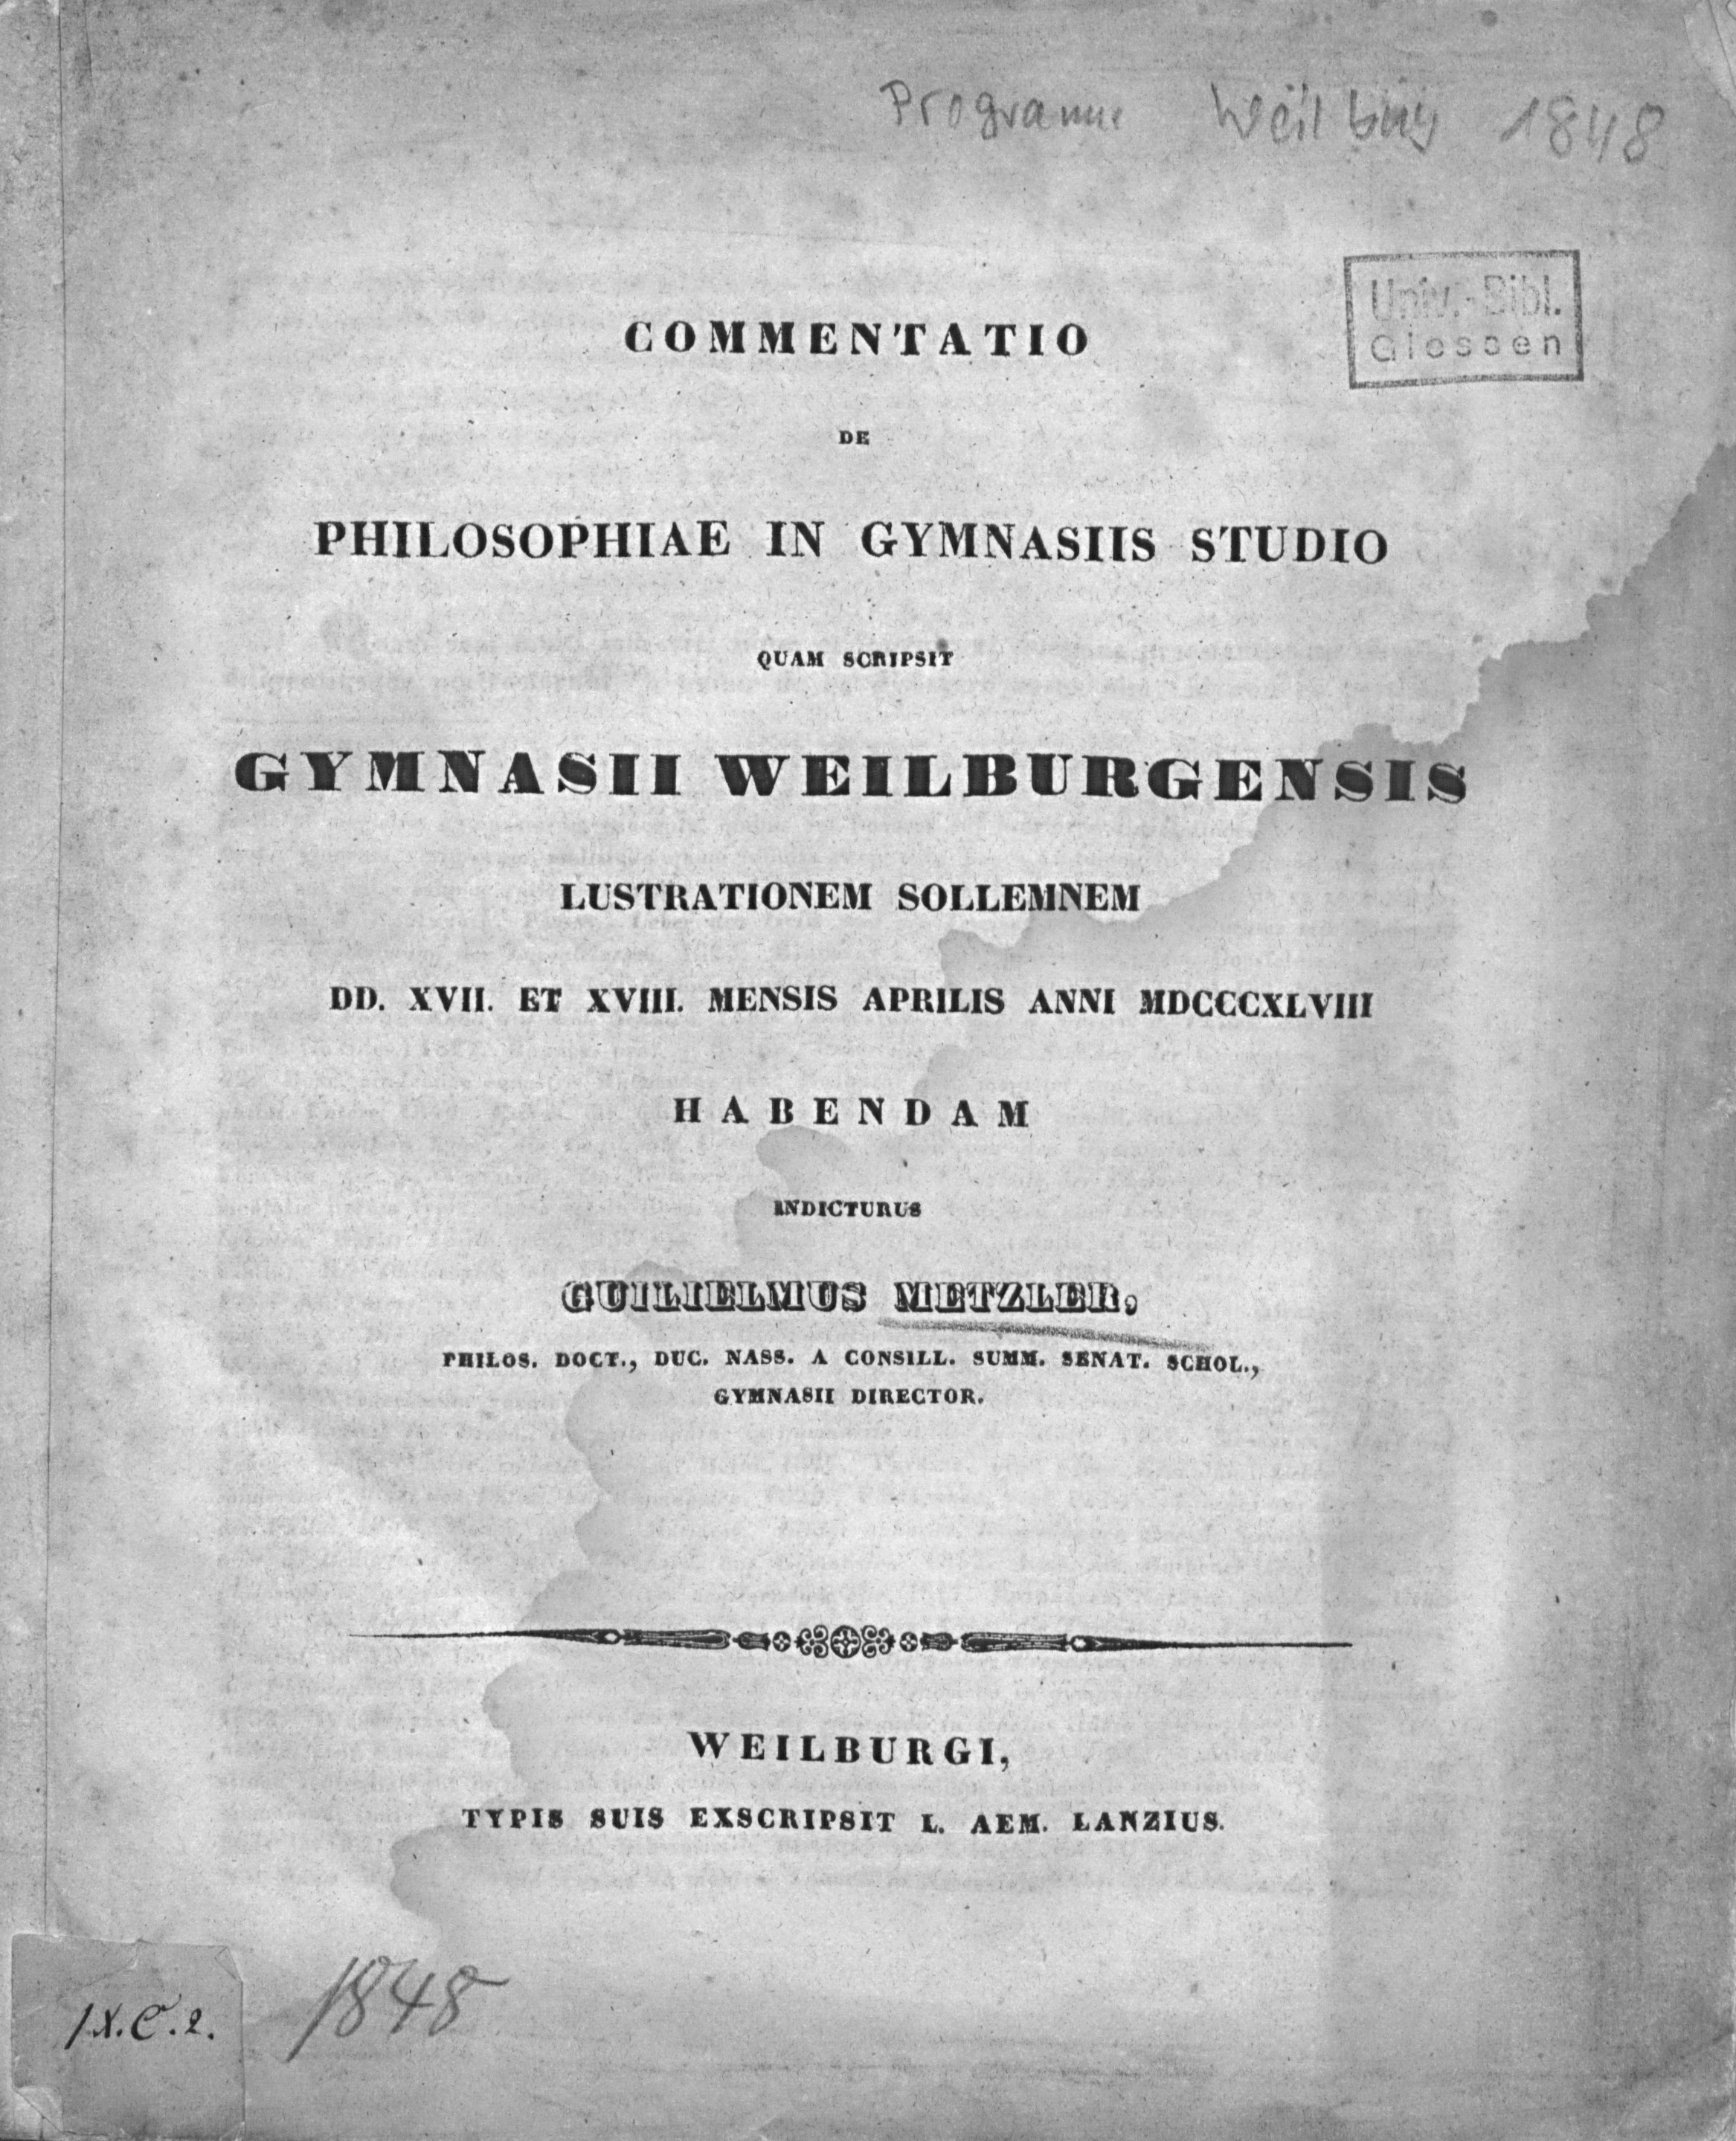 Programme Weilburg 1848
Univ.-Bibl.
Giessen
COMMENTATIO
DE
PHILOSOPHIAE IN GYMNASIIS STUDIO
QUAM SCRIPSIT
GYMNASII WEILBURGENSIS
LUSTRATIONEM SOLLEMNEM
DD. XVII. ET XVIII. MENSIS APRILIS ANNI MDCCCXLVIII
HABENDAM
INDICTURUS
GUILIELMUS METZLER,
PHILOS. DOCT., DUC. NASS. A CONSILL. SUMM. SENAT. SCHOL.,
GYMNASII DIRECTOR.
WEILBURGI,
TYPIS SUIS EXSCRIPSIT L. AEM. LANZIUS.
IX.C.2.
1848